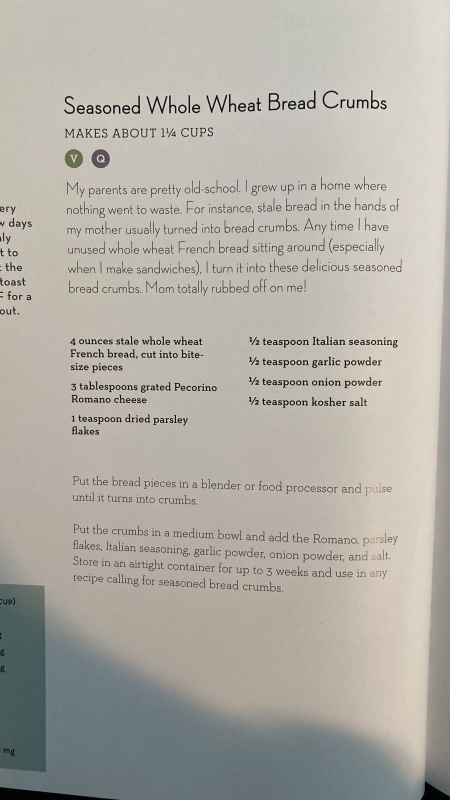 Seasoned Whole Wheat Bread Crumbs
MAKES ABOUT 1¼ CUPS
V Q
My parents are pretty old-school. I grew up in a home where
nothing went to waste. For instance, stale bread in the hands of
my mother usually turned into bread crumbs. Any time I have
unused whole wheat French bread sitting around (especially
when I make sandwiches), I turn it into these delicious seasoned
bread crumbs. Mom totally rubbed off on me!
4 ounces stale whole wheat
French bread, cut into bite-
size pieces
3 tablespoons grated Pecorino
Romano cheese
1 teaspoon dried parsley
flakes
½ teaspoon Italian seasoning
½ teaspoon garlic powder
½ teaspoon onion powder
½ teaspoon kosher salt
Put the bread pieces in a blender or food processor and pulse
until it turns into crumbs.
Put the crumbs in a medium bowl and add the Romano, parsley
flakes, Italian seasoning, garlic powder, onion powder, and salt.
Store in an airtight container for up to 3 weeks and use in any
recipe calling for seasoned bread crumbs.
days
t to
the
toast
for a
out.
CUP)
g
g
mg